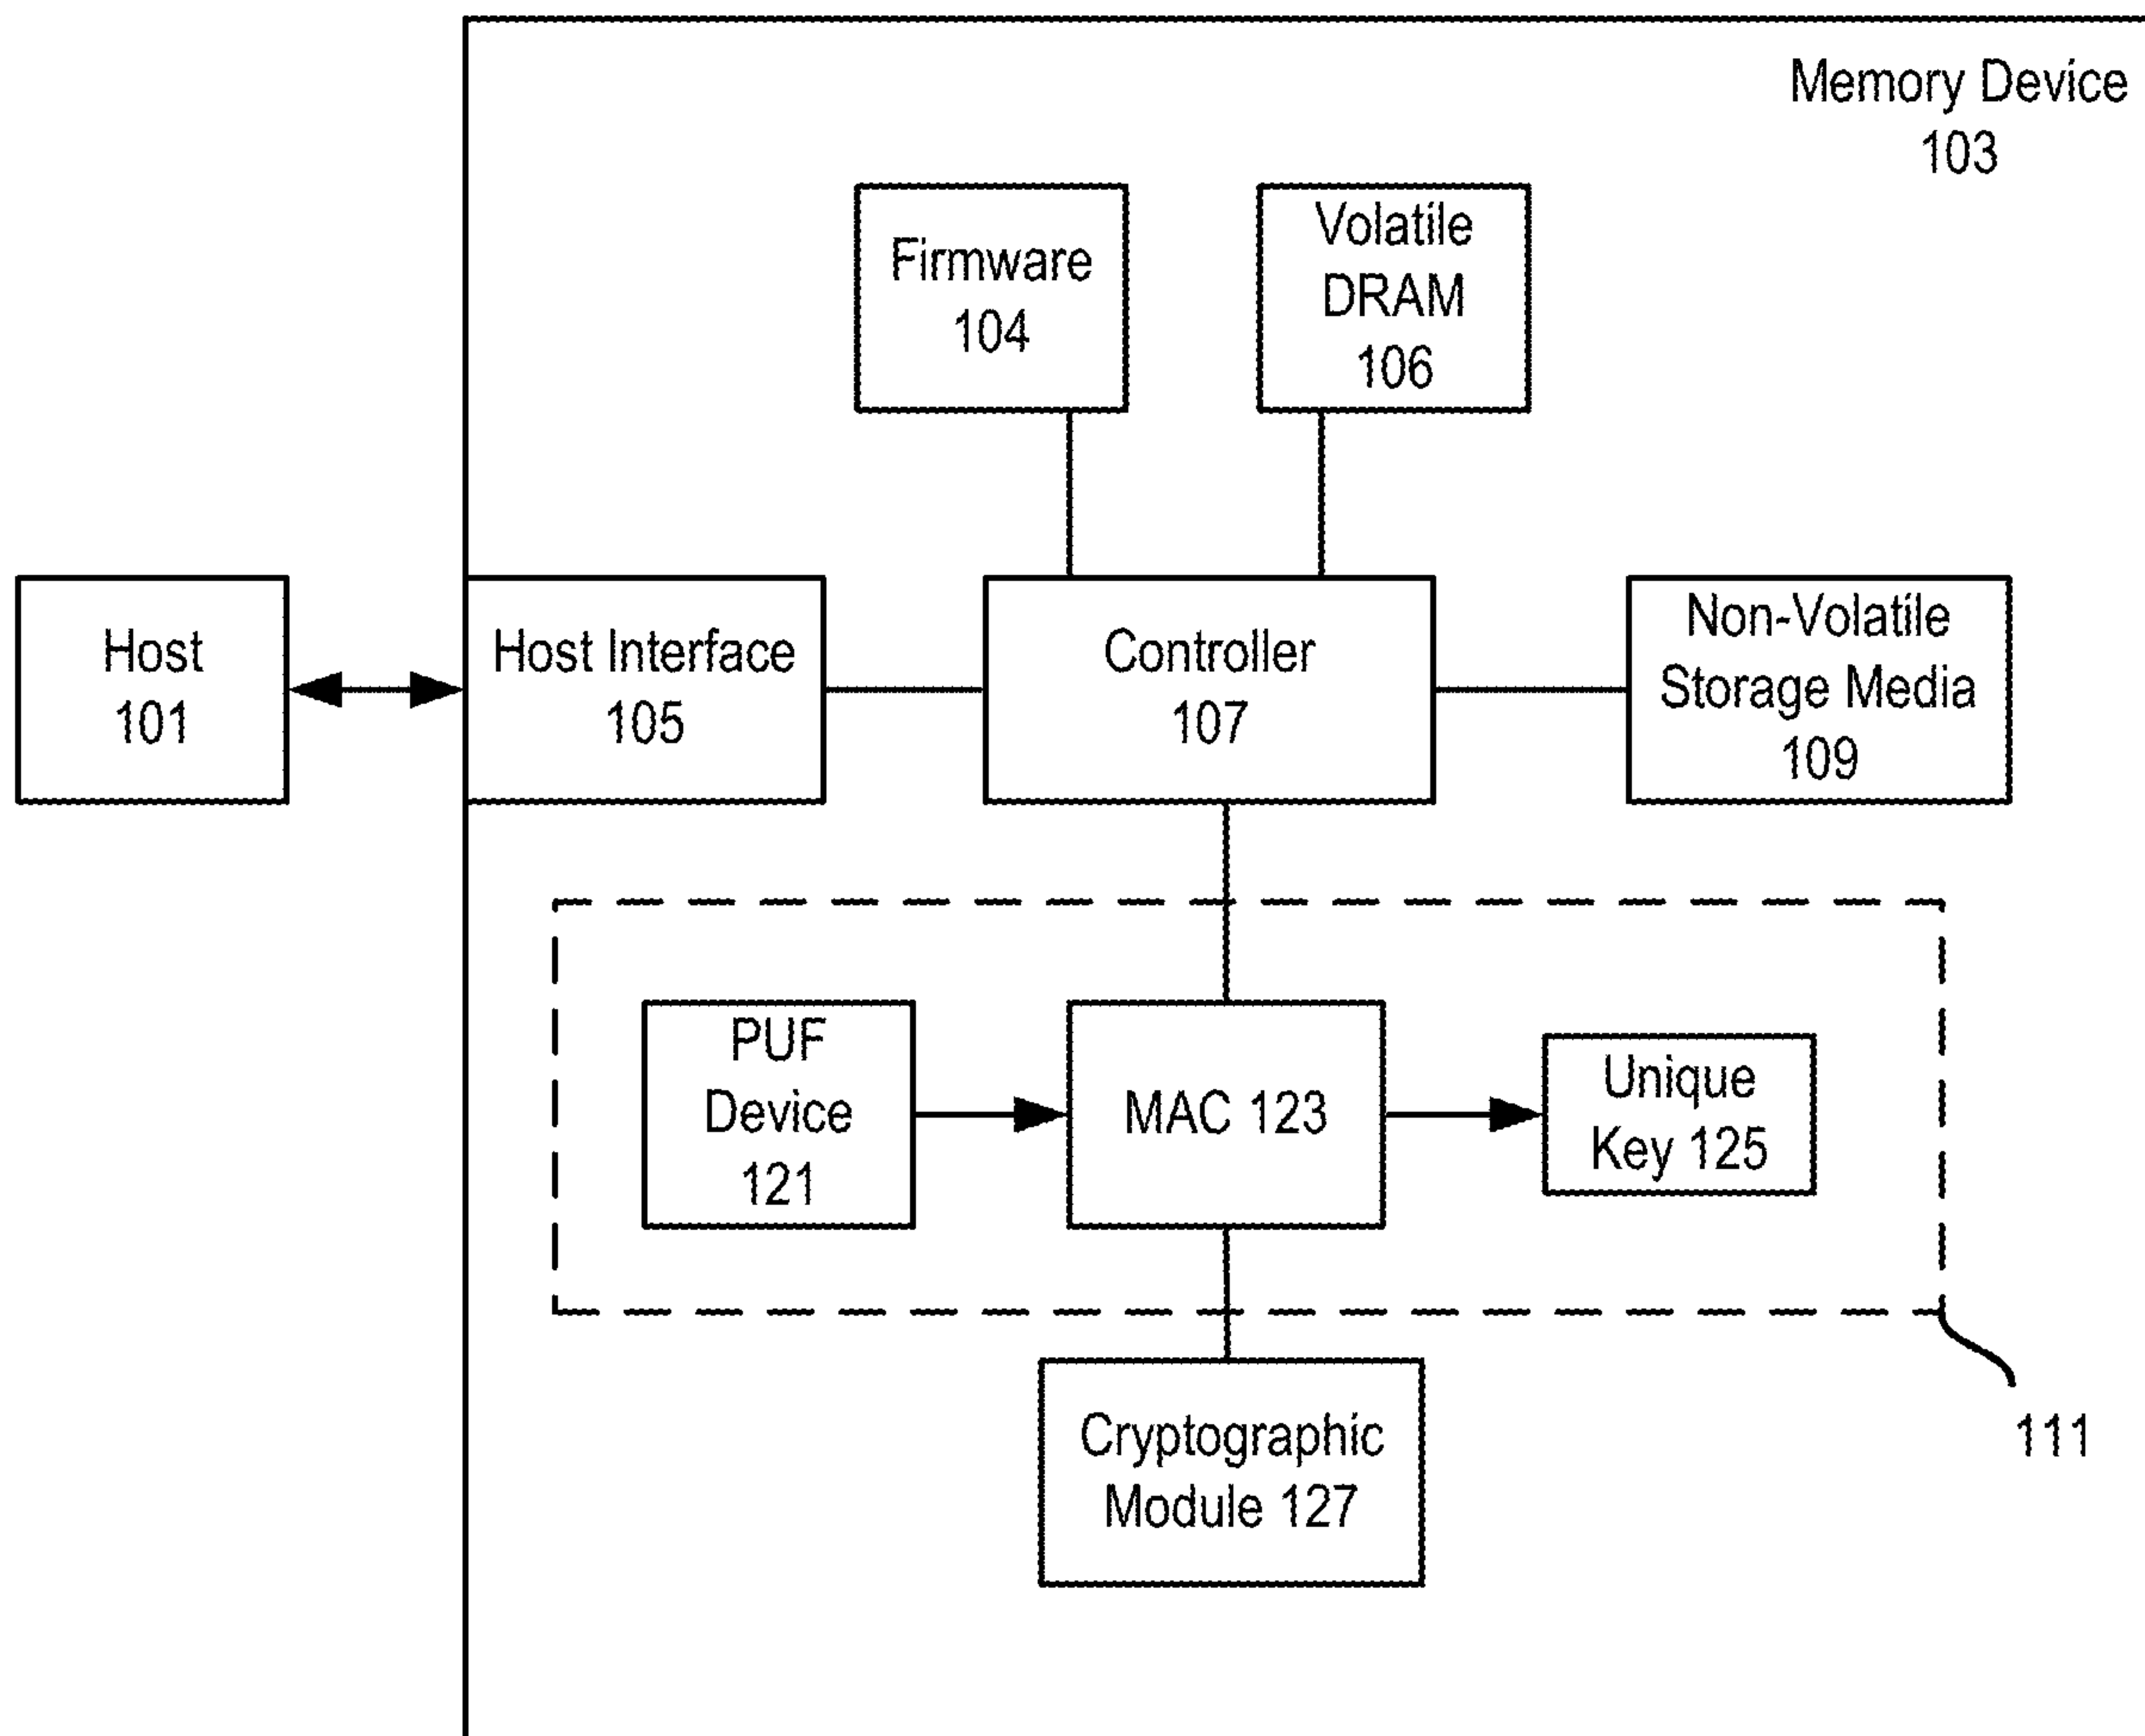 Memory Device
103
Firmware
104
Volatile
DRAM
106
Host
101
Host Interface
105
Controller
107
Non-Volatile
Storage Media
109
PUF
Device
121
MAC 123
Unique
Key 125
Cryptographic
Module 127
111